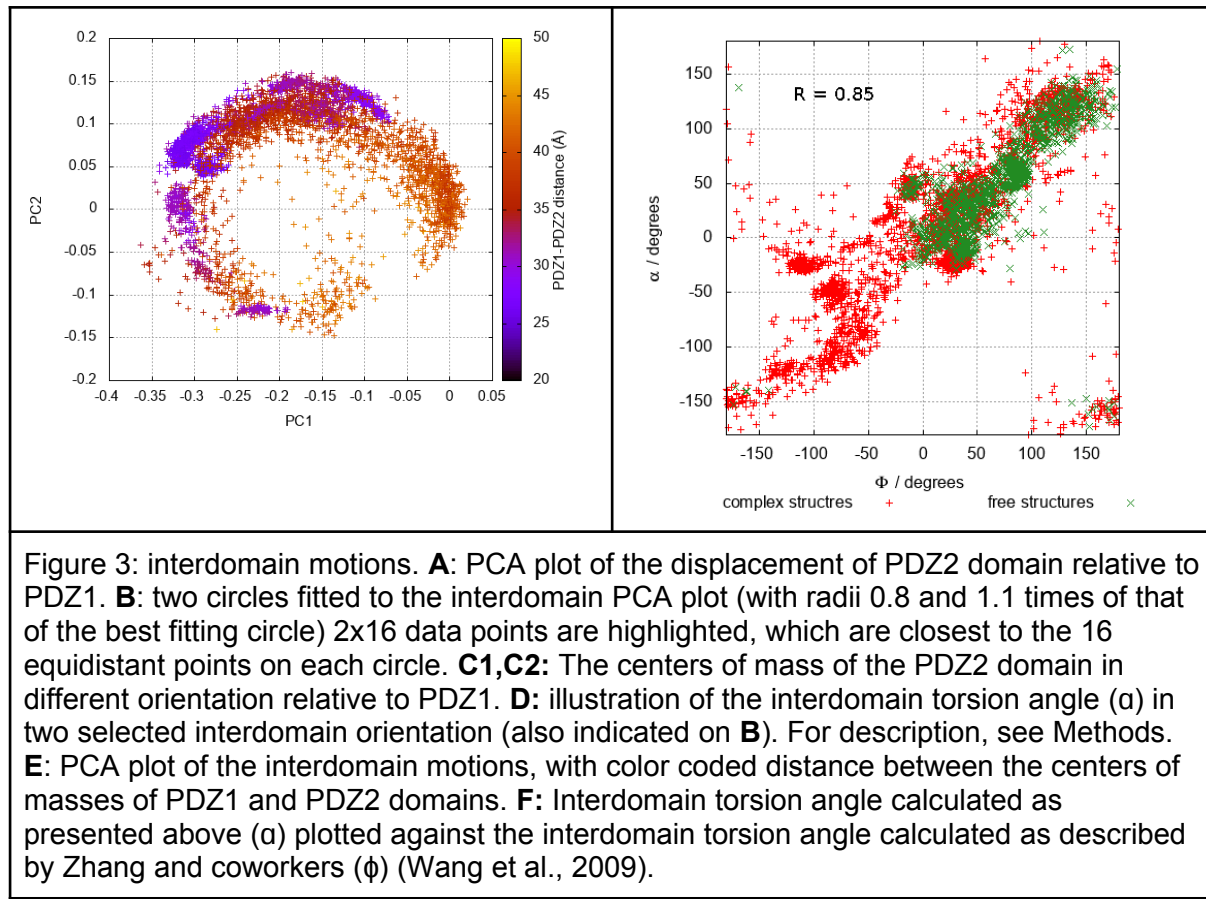 0.2
0.15
0.1
0.05
0
-0.05
-0.1
-0.15
-0.2
PC2
-0.4 -0.35 -0.3 -0.25 -0.2 -0.15 -0.1 -0.05 0 0.05
PC1
50
45
40
35
30
25
20
PDZ1-PDZ2 distance (Å)
150
100
50
0
-50
-100
-150
α / degrees
R = 0.85
-150 -100 -50 0 50 100 150
Φ / degrees
complex structres + free structures ×
Figure 3: interdomain motions. A: PCA plot of the displacement of PDZ2 domain relative to
PDZ1. B: two circles fitted to the interdomain PCA plot (with radii 0.8 and 1.1 times of that
of the best fitting circle) 2x16 data points are highlighted, which are closest to the 16
equidistant points on each circle. C1,C2: The centers of mass of the PDZ2 domain in
different orientation relative to PDZ1. D: illustration of the interdomain torsion angle (α) in
two selected interdomain orientation (also indicated on B). For description, see Methods.
E: PCA plot of the interdomain motions, with color coded distance between the centers of
masses of PDZ1 and PDZ2 domains. F: Interdomain torsion angle calculated as
presented above (α) plotted against the interdomain torsion angle calculated as described
by Zhang and coworkers (ϕ) (Wang et al., 2009).